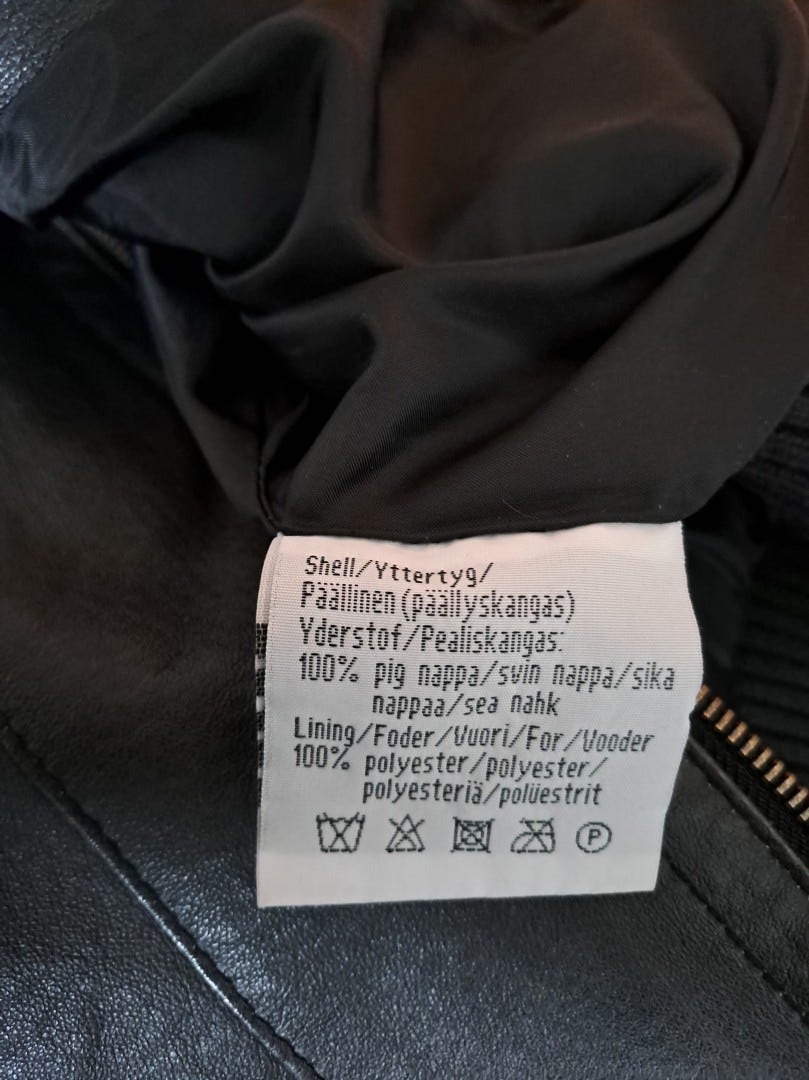 Shell/Yttertyg/
Päällinen (päällyskangas)
Yderstof/Pealiskangas:
100% pig nappa/svin nappa/sika
nappaa/sea nahk
Lining/Foder/Vuori/For/Vooder
100% polyester/polyester/
polyesteriä/polüestrit
P